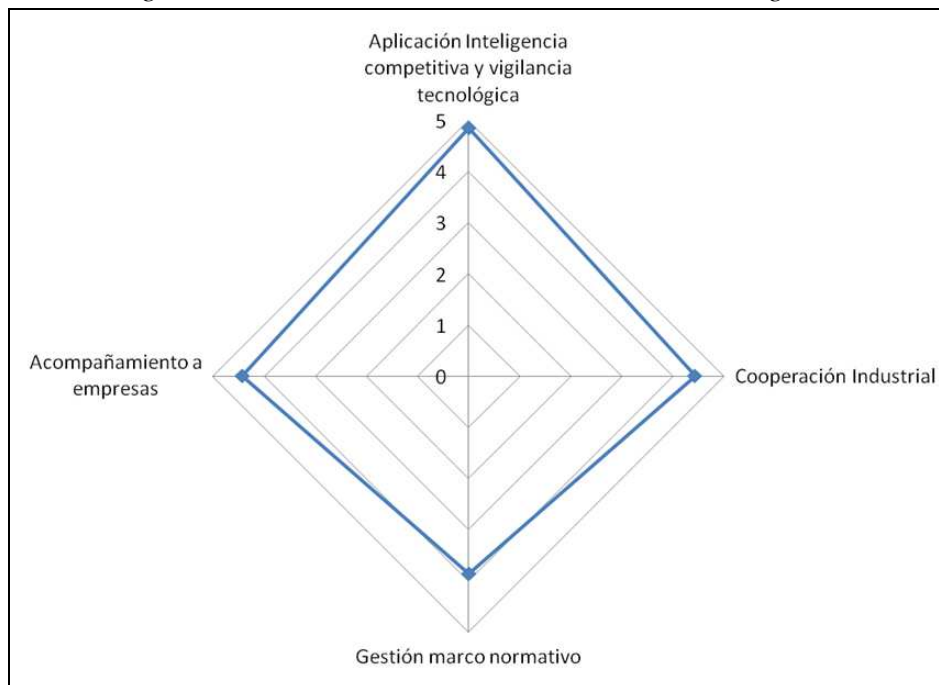 Aplicación Inteligencia
competitiva y vigilancia
tecnológica
5
4
3
2
1
0
Acompañamiento a
empresas
Cooperación Industrial
Gestión marco normativo